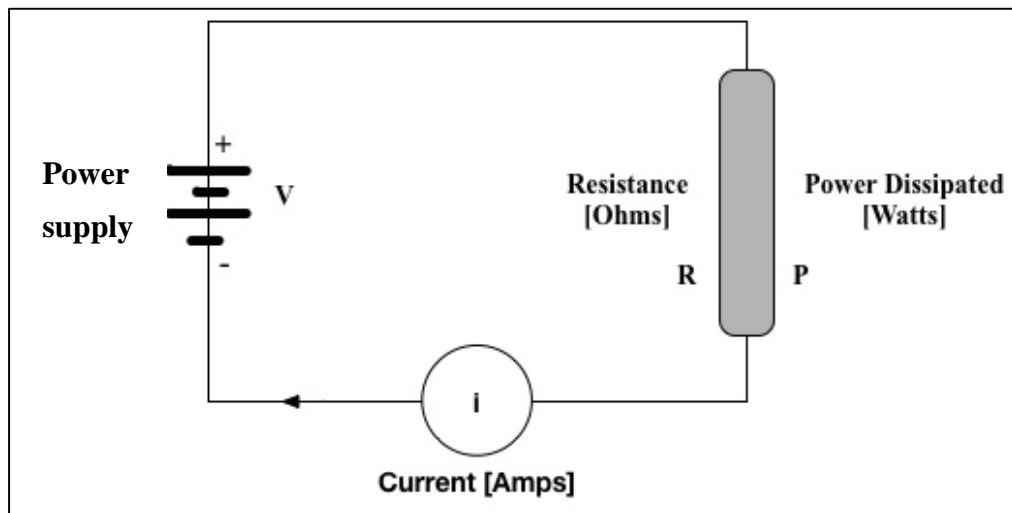 +
Power
supply
V
-
Resistance
[Ohms]
R
Power Dissipated
[Watts]
P
i
Current [Amps]